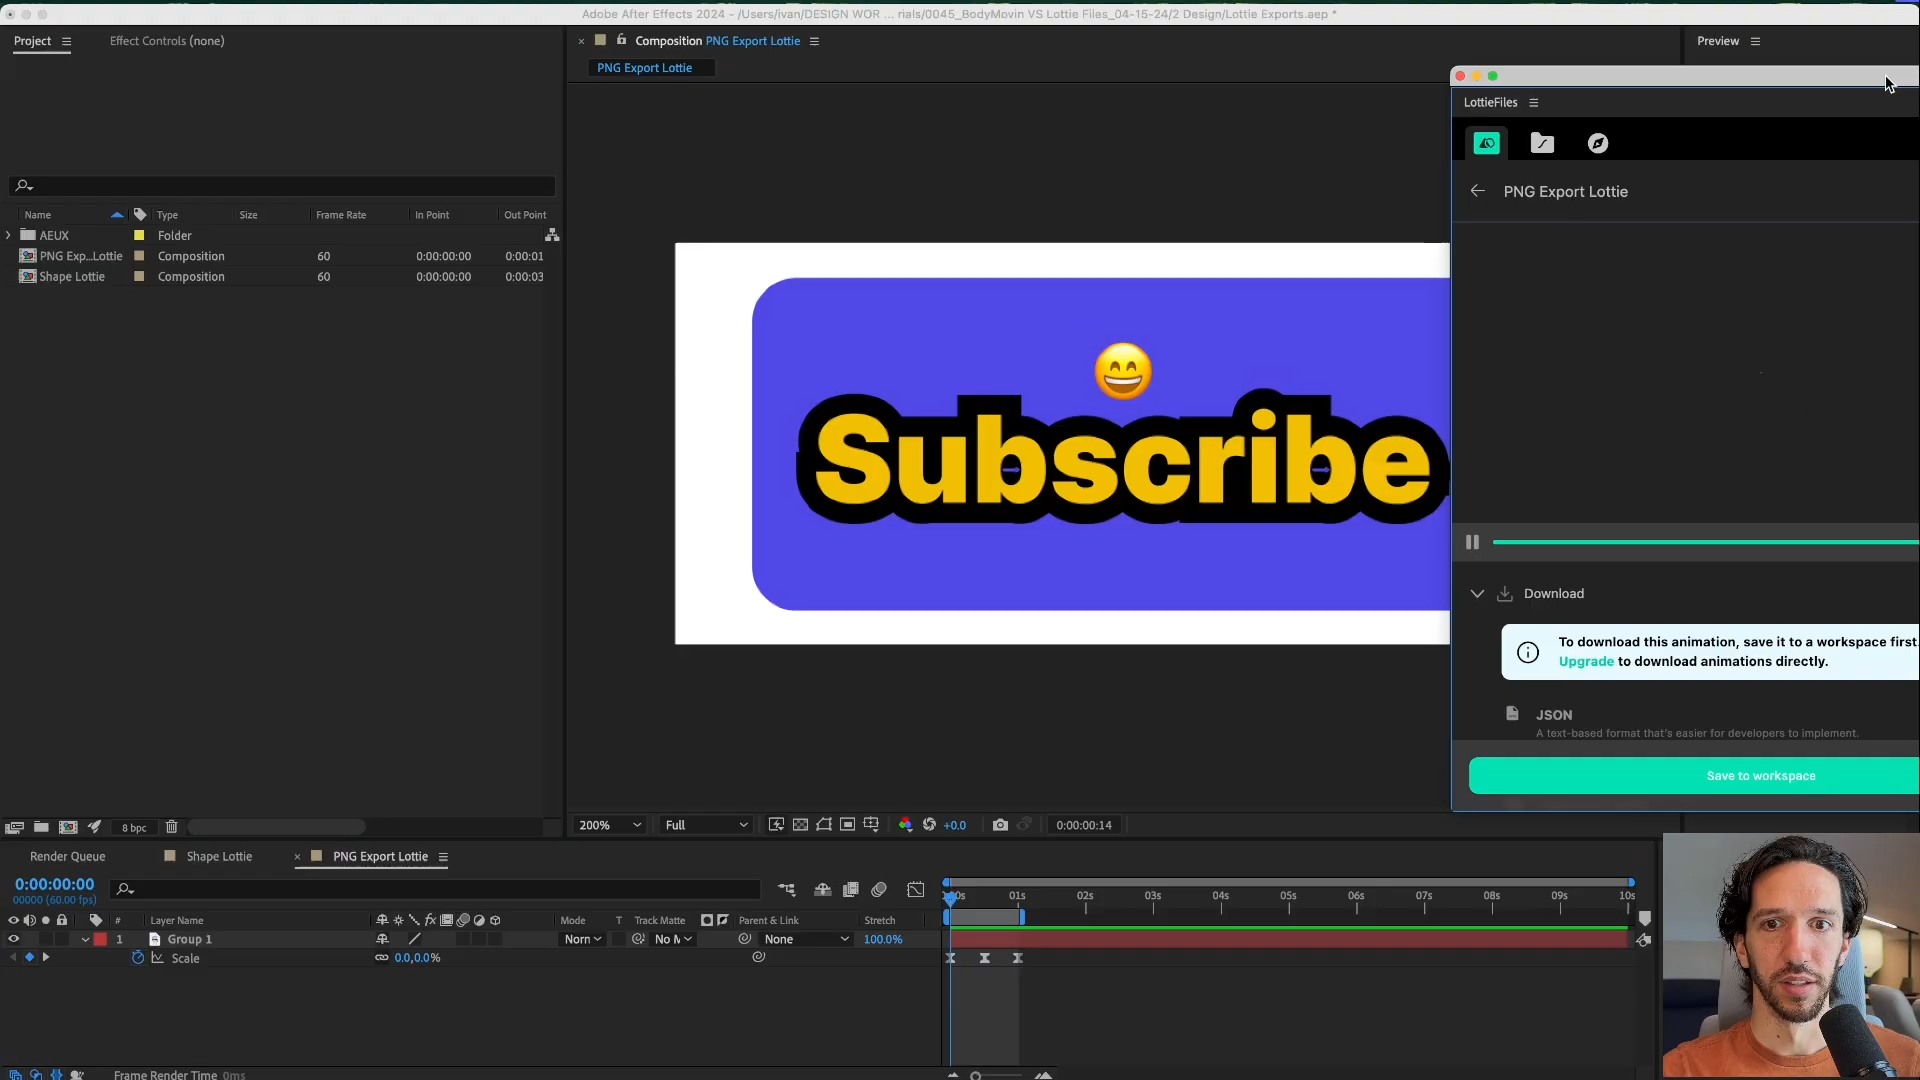 Adobe After Effects 2024 - /Users/ivan/DESIGN WOR ... rials/0045_BodyMovin VS Lottie Files_04-15-24/2 Design/Lottie Exports.aep *
Project
Effect Controls (none)
Composition PNG Export Lottie
Preview
PNG Export Lottie
LottieFiles
PNG Export Lottie
Name Type Size Frame Rate In Point Out Point
AEUX Folder
PNG Exp...Lottie Composition 60 0:00:00:00 0:00:01
Shape Lottie Composition 60 0:00:00:00 0:00:03
Subscribe
Download
To download this animation, save it to a workspace first.
Upgrade to download animations directly.
JSON
A text-based format that's easier for developers to implement.
Save to workspace
8 bpc
200% Full +0.0 0:00:00:14
Render Queue Shape Lottie PNG Export Lottie
0:00:00:00
00000 (60.00 fps)
01s 02s 03s 04s 05s 06s 07s 08s 09s 10s
# Layer Name Mode T Track Matte Parent & Link Stretch
1 Group 1 Norn No M None 100.0%
Scale 0.0,0.0%
Frame Render Time 0ms